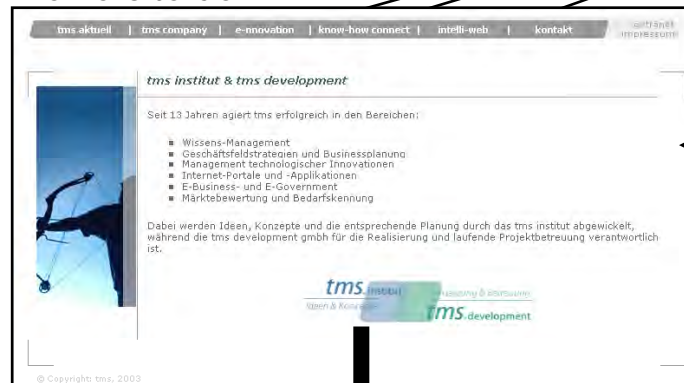 tms aktuell | tms company | e-nnovation | know-how connect | intelli-web | kontakt
extranet
impressum
tms institut & tms development
Seit 13 Jahren agiert tms erfolgreich in den Bereichen:
Wissens-Management
Geschäftsfeldstrategien und Businessplanung
Management technologischer Innovationen
Internet-Portale und -Applikationen
E-Business- und E-Government
Märktebewertung und Bedarfskennung
Dabei werden Ideen, Konzepte und die entsprechende Planung durch das tms institut abgewickelt,
während die tms development gmbh für die Realisierung und laufende Projektbetreuung verantwortlich
ist.
tms.institut
Ideen & Konzepte
tms.development
© Copyright: tms, 2003